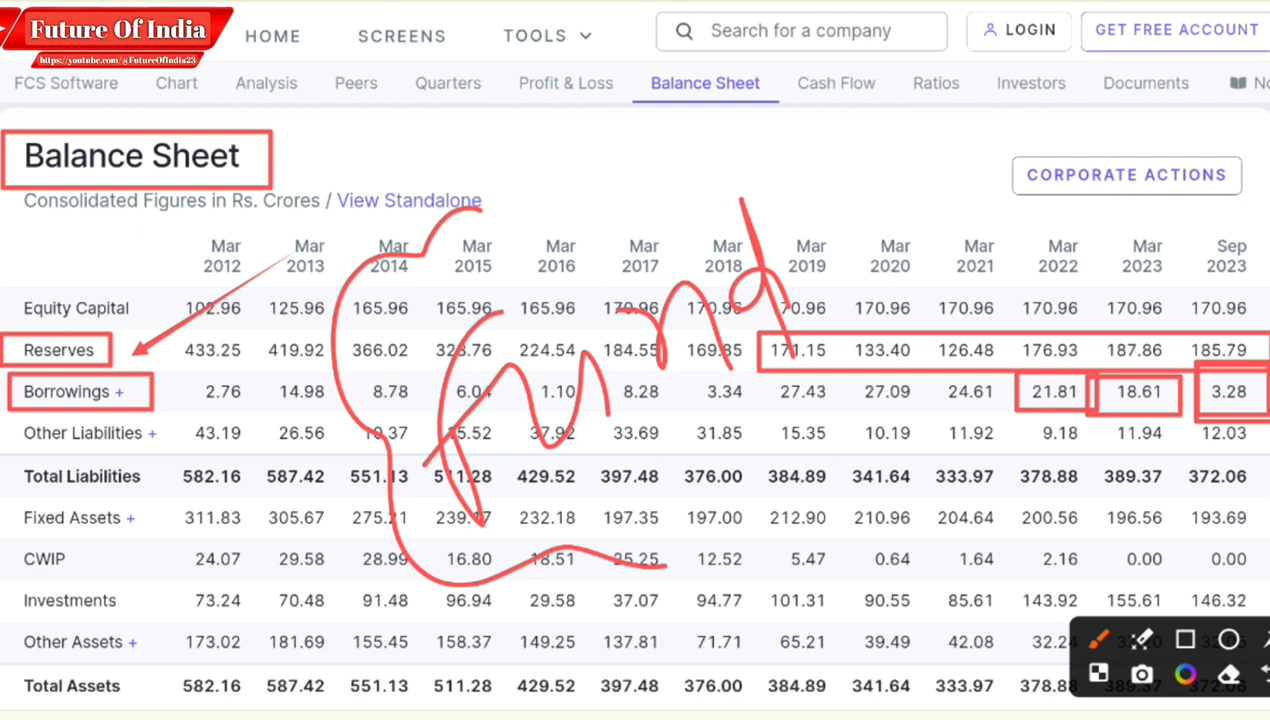 Future Of India
https://youtube.com/@FutureOfIndia23
HOME SCREENS TOOLS Search for a company LOGIN GET FREE ACCOUNT
FCS Software Chart Analysis Peers Quarters Profit & Loss Balance Sheet Cash Flow Ratios Investors Documents No
Balance Sheet
CORPORATE ACTIONS
Consolidated Figures in Rs. Crores / View Standalone
Mar 2012 Mar 2013 Mar 2014 Mar 2015 Mar 2016 Mar 2017 Mar 2018 Mar 2019 Mar 2020 Mar 2021 Mar 2022 Mar 2023 Sep 2023
Equity Capital 102.96 125.96 165.96 165.96 165.96 170.96 170.96 170.96 170.96 170.96 170.96 170.96 170.96
Reserves 433.25 419.92 366.02 323.76 224.54 184.55 169.85 171.15 133.40 126.48 176.93 187.86 185.79
Borrowings + 2.76 14.98 8.78 6.04 1.10 8.28 3.34 27.43 27.09 24.61 21.81 18.61 3.28
Other Liabilities + 43.19 26.56 10.37 15.52 37.92 33.69 31.85 15.35 10.19 11.92 9.18 11.94 12.03
Total Liabilities 582.16 587.42 551.13 511.28 429.52 397.48 376.00 384.89 341.64 333.97 378.88 389.37 372.06
Fixed Assets + 311.83 305.67 275.21 239.17 232.18 197.35 197.00 212.90 210.96 204.64 200.56 196.56 193.69
CWIP 24.07 29.58 28.99 16.80 18.51 25.25 12.52 5.47 0.64 1.64 2.16 0.00 0.00
Investments 73.24 70.48 91.48 96.94 29.58 37.07 94.77 101.31 90.55 85.61 143.92 155.61 146.32
Other Assets + 173.02 181.69 155.45 158.37 149.25 137.81 71.71 65.21 39.49 42.08 32.24
Total Assets 582.16 587.42 551.13 511.28 429.52 397.48 376.00 384.89 341.64 333.97 378.88 389.37 372.06
fund